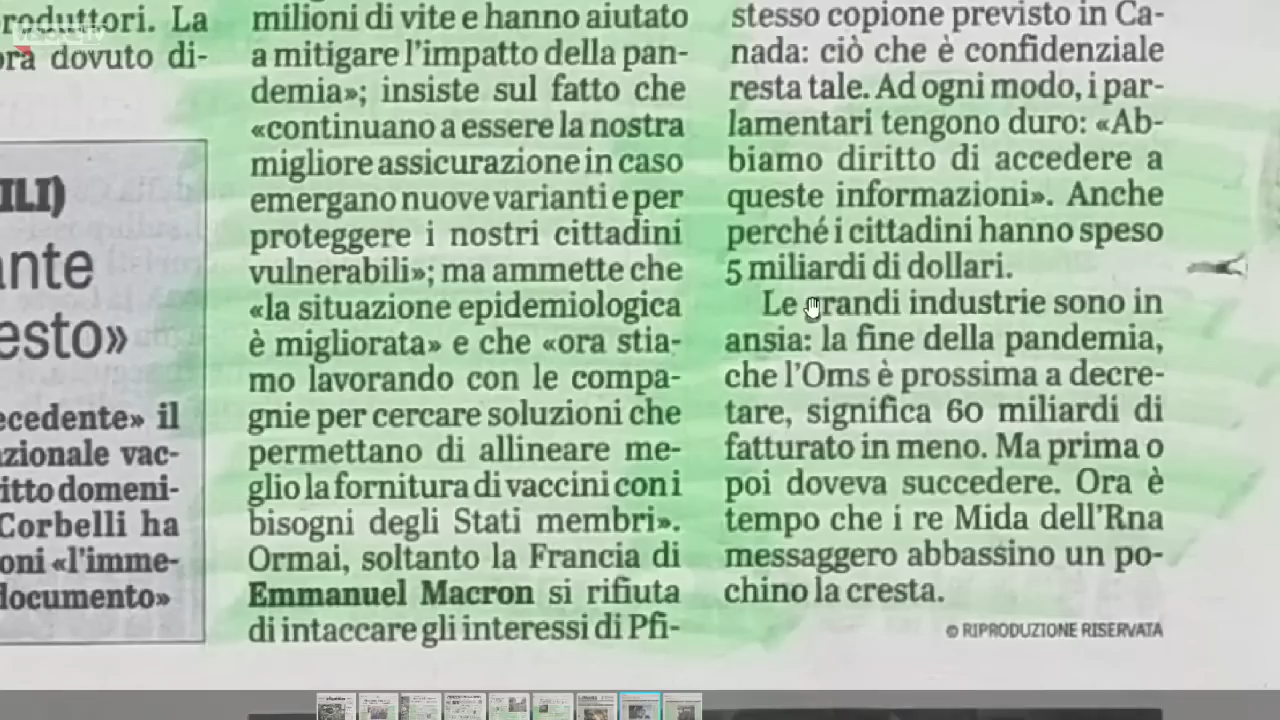 produttori. La
ora dovuto di-
ILI)
ante
esto»
ecedente» il
azionale vac-
itto domeni-
Corbelli ha
oni «l'imme-
documento»
milioni di vite e hanno aiutato
a mitigare l'impatto della pan-
demia»; insiste sul fatto che
«continuano a essere la nostra
migliore assicurazione in caso
emergano nuove varianti e per
proteggere i nostri cittadini
vulnerabili»; ma ammette che
«la situazione epidemiologica
è migliorata» e che «ora stia-
mo lavorando con le compa-
gnie per cercare soluzioni che
permettano di allineare me-
glio la fornitura di vaccini con i
bisogni degli Stati membri».
Ormai, soltanto la Francia di
Emmanuel Macron si rifiuta
di intaccare gli interessi di Pfi-
stesso copione previsto in Ca-
nada: ciò che è confidenziale
resta tale. Ad ogni modo, i par-
lamentari tengono duro: «Ab-
biamo diritto di accedere a
queste informazioni». Anche
perché i cittadini hanno speso
5 miliardi di dollari.
Le grandi industrie sono in
ansia: la fine della pandemia,
che l'Oms è prossima a decre-
tare, significa 60 miliardi di
fatturato in meno. Ma prima o
poi doveva succedere. Ora è
tempo che i re Mida dell'Rna
messaggero abbassino un po-
chino la cresta.
© RIPRODUZIONE RISERVATA